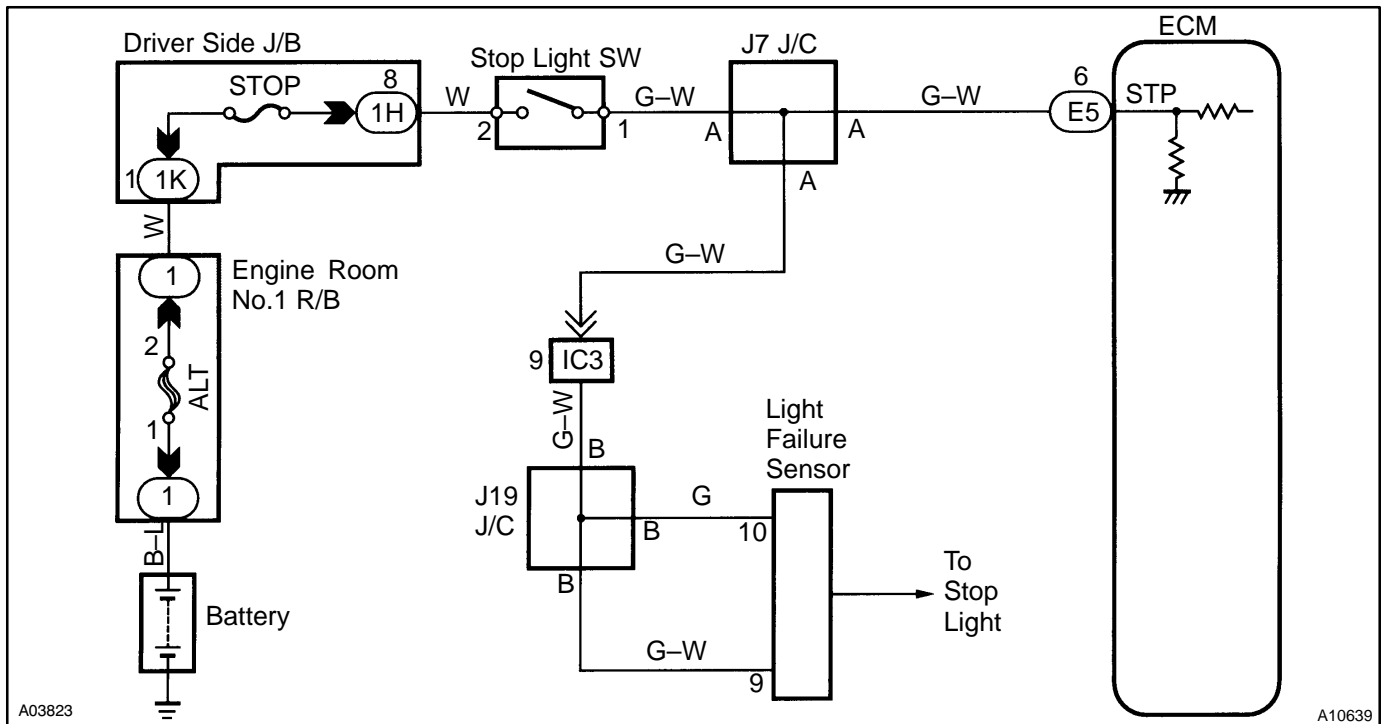 Driver Side J/B
STOP
8
1H
1
1K
W
W
Stop Light SW
2
1
G–W
J7 J/C
A
A
A
G–W
6
E5
ECM
STP
G–W
9
IC3
G–W
B
J19
J/C
B
B
G
10
G–W
9
Light
Failure
Sensor
To
Stop
Light
1
Engine Room
No.1 R/B
2
ALT
1
1
B–L
Battery
A03823
A10639